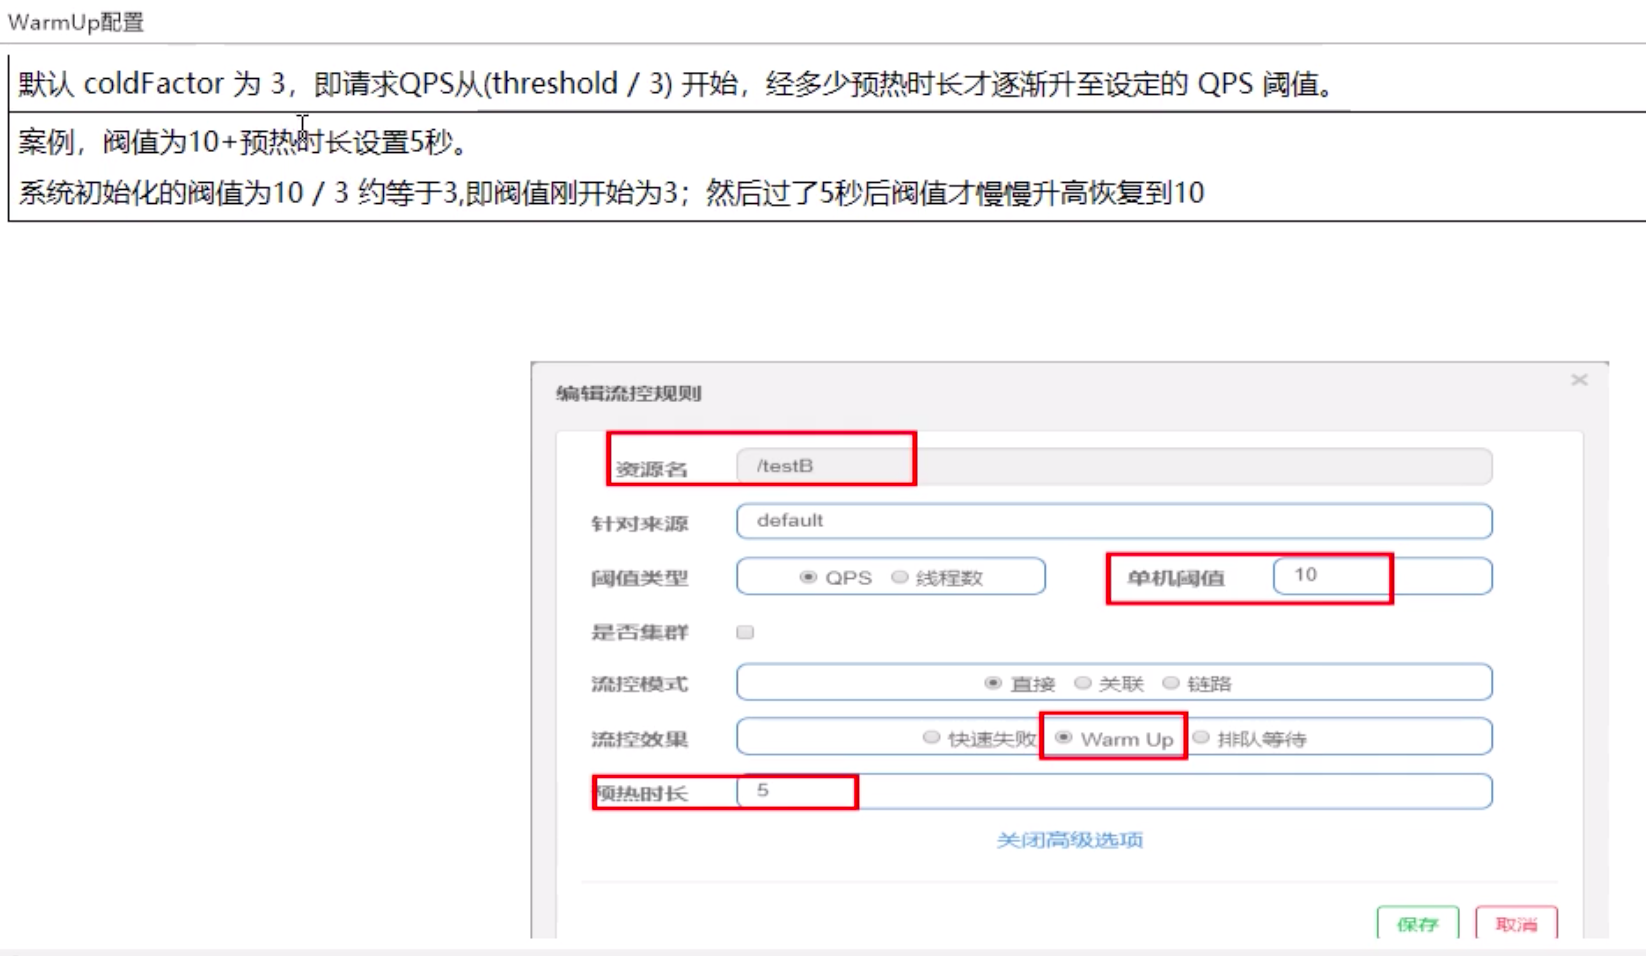 WarmUp配置
默认 coldFactor 为 3，即请求QPS从(threshold / 3) 开始，经多少预热时长才逐渐升至设定的 QPS 阈值。
案例，阀值为10+预热时长设置5秒。
系统初始化的阀值为10 / 3 约等于3,即阀值刚开始为3；然后过了5秒后阀值才慢慢升高恢复到10
编辑流控规则
资源名 /testB
针对来源 default
阈值类型 QPS 线程数 单机阈值 10
是否集群
流控模式 直接 关联 链路
流控效果 快速失败 Warm Up 排队等待
预热时长 5
关闭高级选项
保存 取消